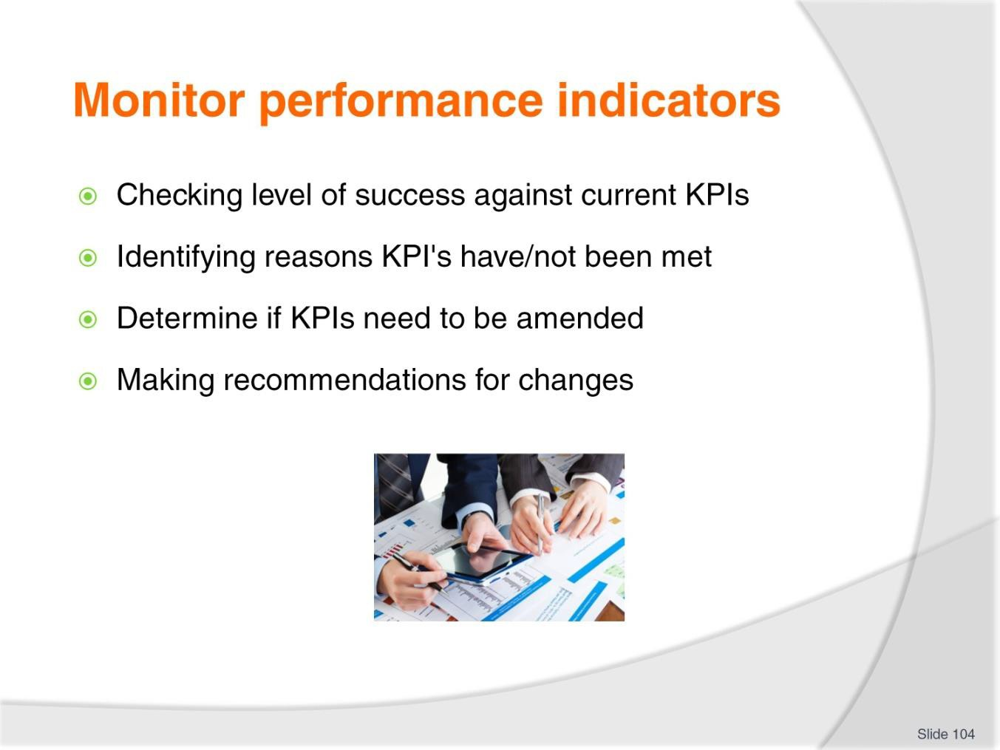 Monitor performance indicators
Checking level of success against current KPIs
Identifying reasons KPI's have/not been met
Determine if KPIs need to be amended
Making recommendations for changes
Slide 104